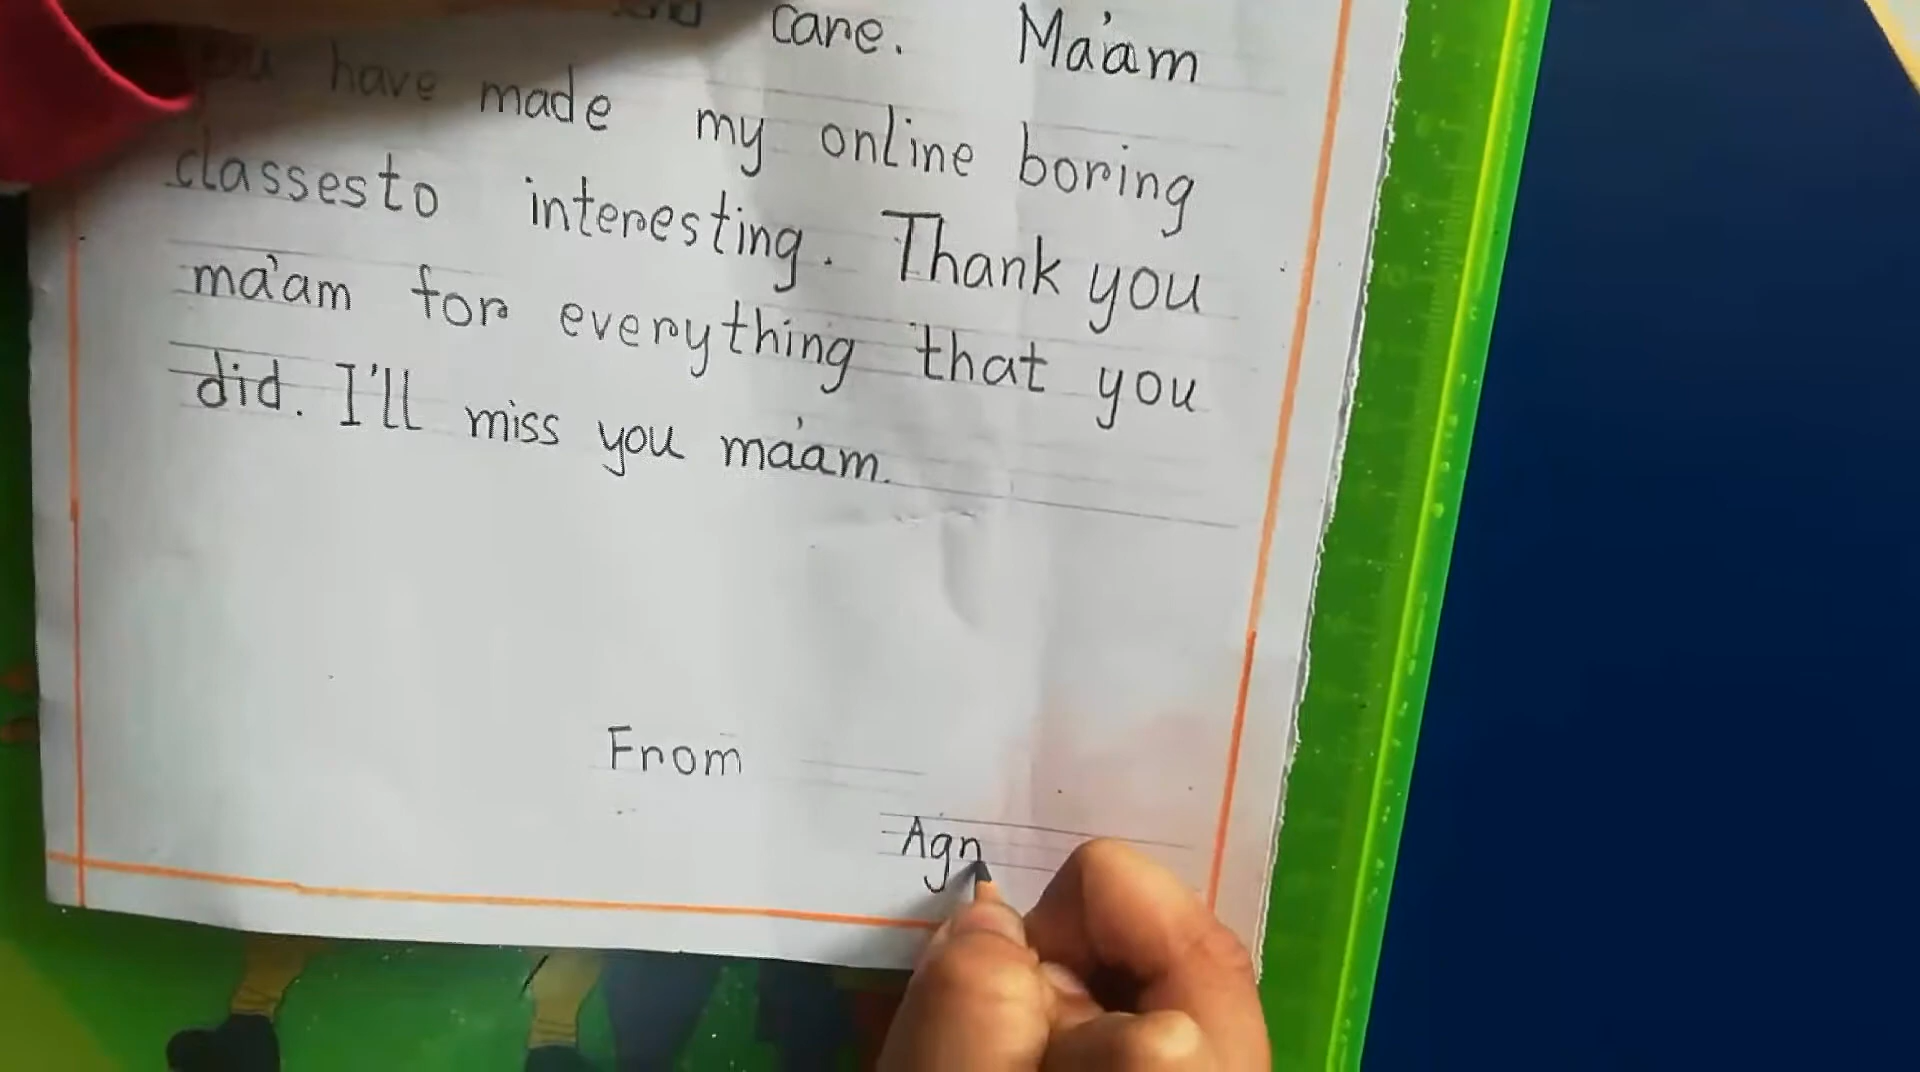 care. Ma'am
you have made my online boring
classesto interesting. Thank you
ma'am for everything that you
did. I'll miss you ma'am.
From
Agn